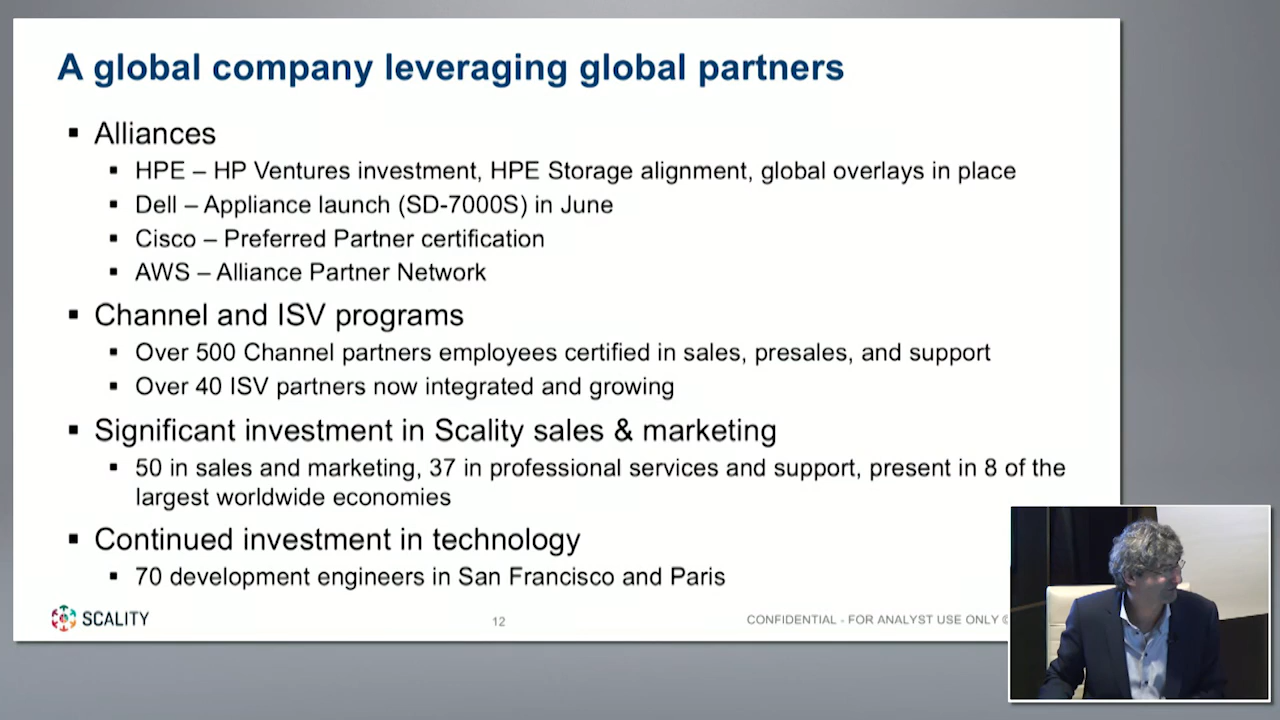 A global company leveraging global partners
Alliances
HPE – HP Ventures investment, HPE Storage alignment, global overlays in place
Dell – Appliance launch (SD-7000S) in June
Cisco – Preferred Partner certification
AWS – Alliance Partner Network
Channel and ISV programs
Over 500 Channel partners employees certified in sales, presales, and support
Over 40 ISV partners now integrated and growing
Significant investment in Scality sales & marketing
50 in sales and marketing, 37 in professional services and support, present in 8 of the
largest worldwide economies
Continued investment in technology
70 development engineers in San Francisco and Paris
SCALITY
12
CONFIDENTIAL - FOR ANALYST USE ONLY ©